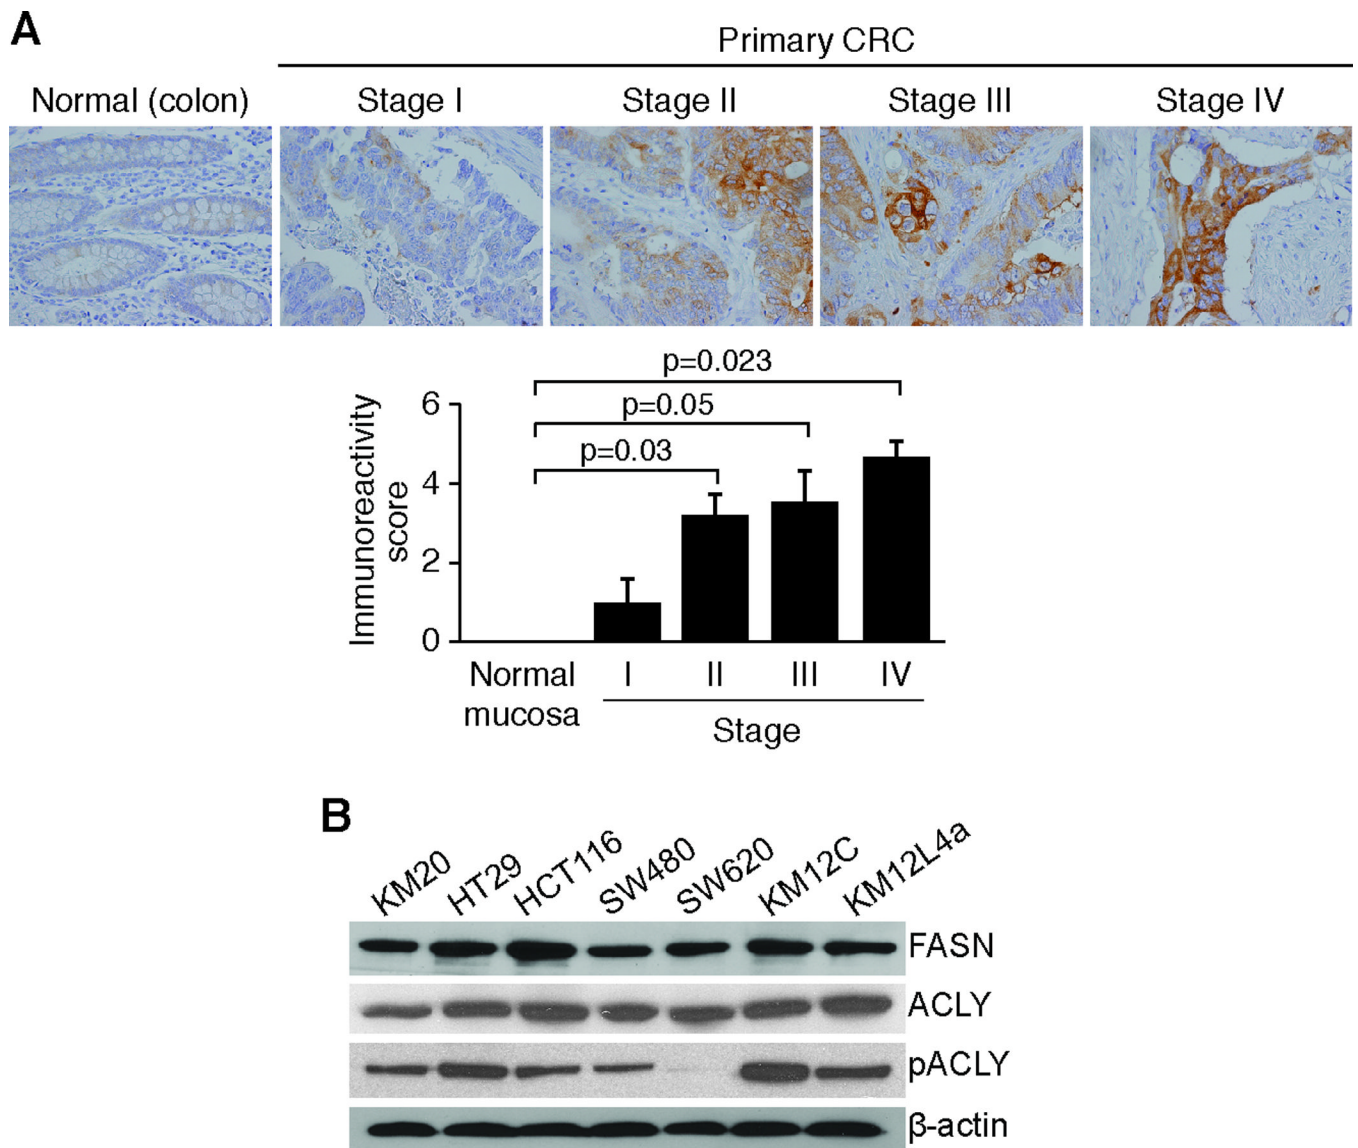 A
Primary CRC
Normal (colon)
Stage I
Stage II
Stage III
Stage IV
p=0.023
p=0.05
p=0.03
Immunoreactivity
score
6
4
2
0
Normal
mucosa
I
II
III
IV
Stage
B
KM20
HT29
HCT116
SW480
SW620
KM12C
KM12L4a
FASN
ACLY
pACLY
β-actin